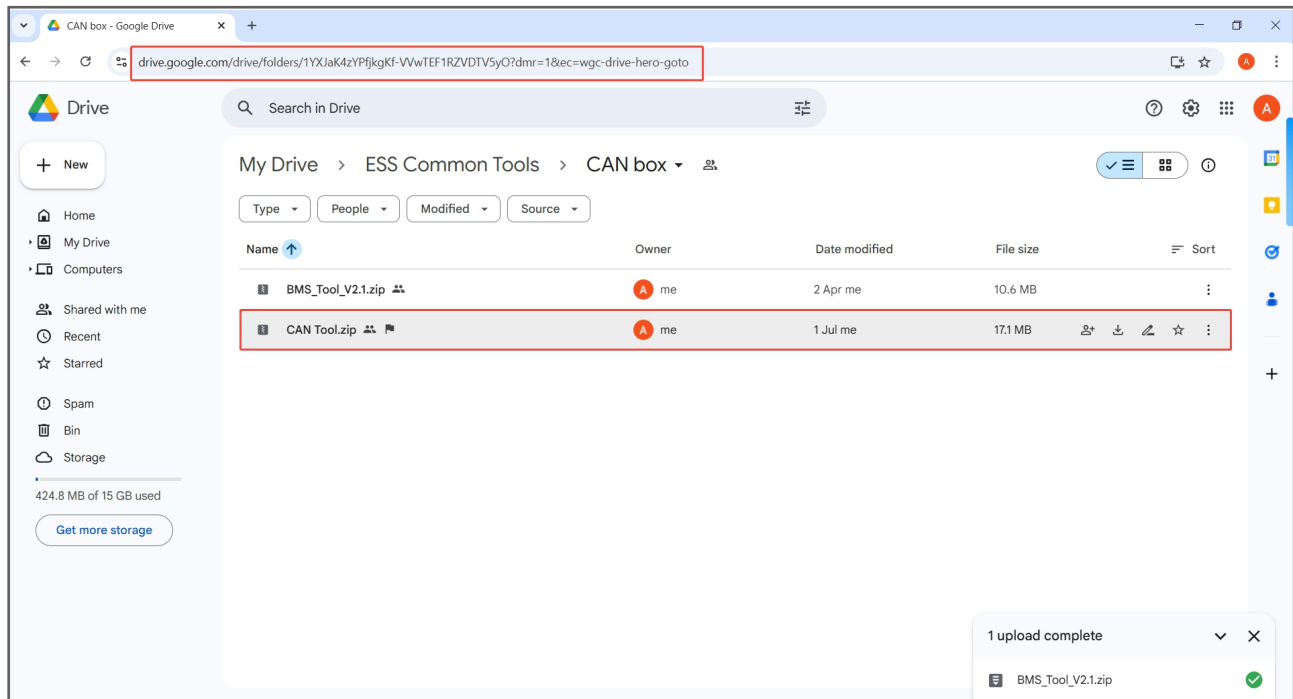 CAN box - Google Drive
drive.google.com/drive/folders/1YXJaK4zYPfjkgKf-VVwTEF1RZVDTV5yO?dmr=1&ec=wgc-drive-hero-goto
A
Drive
Search in Drive
A
New
My Drive > ESS Common Tools > CAN box
31
Type People Modified Source
Home
My Drive
Computers
Shared with me
Recent
Starred
Spam
Bin
Storage
424.8 MB of 15 GB used
Get more storage
Name Owner Date modified File size Sort
BMS_Tool_V2.1.zip A me 2 Apr me 10.6 MB
CAN Tool.zip A me 1 Jul me 17.1 MB
1 upload complete
BMS_Tool_V2.1.zip